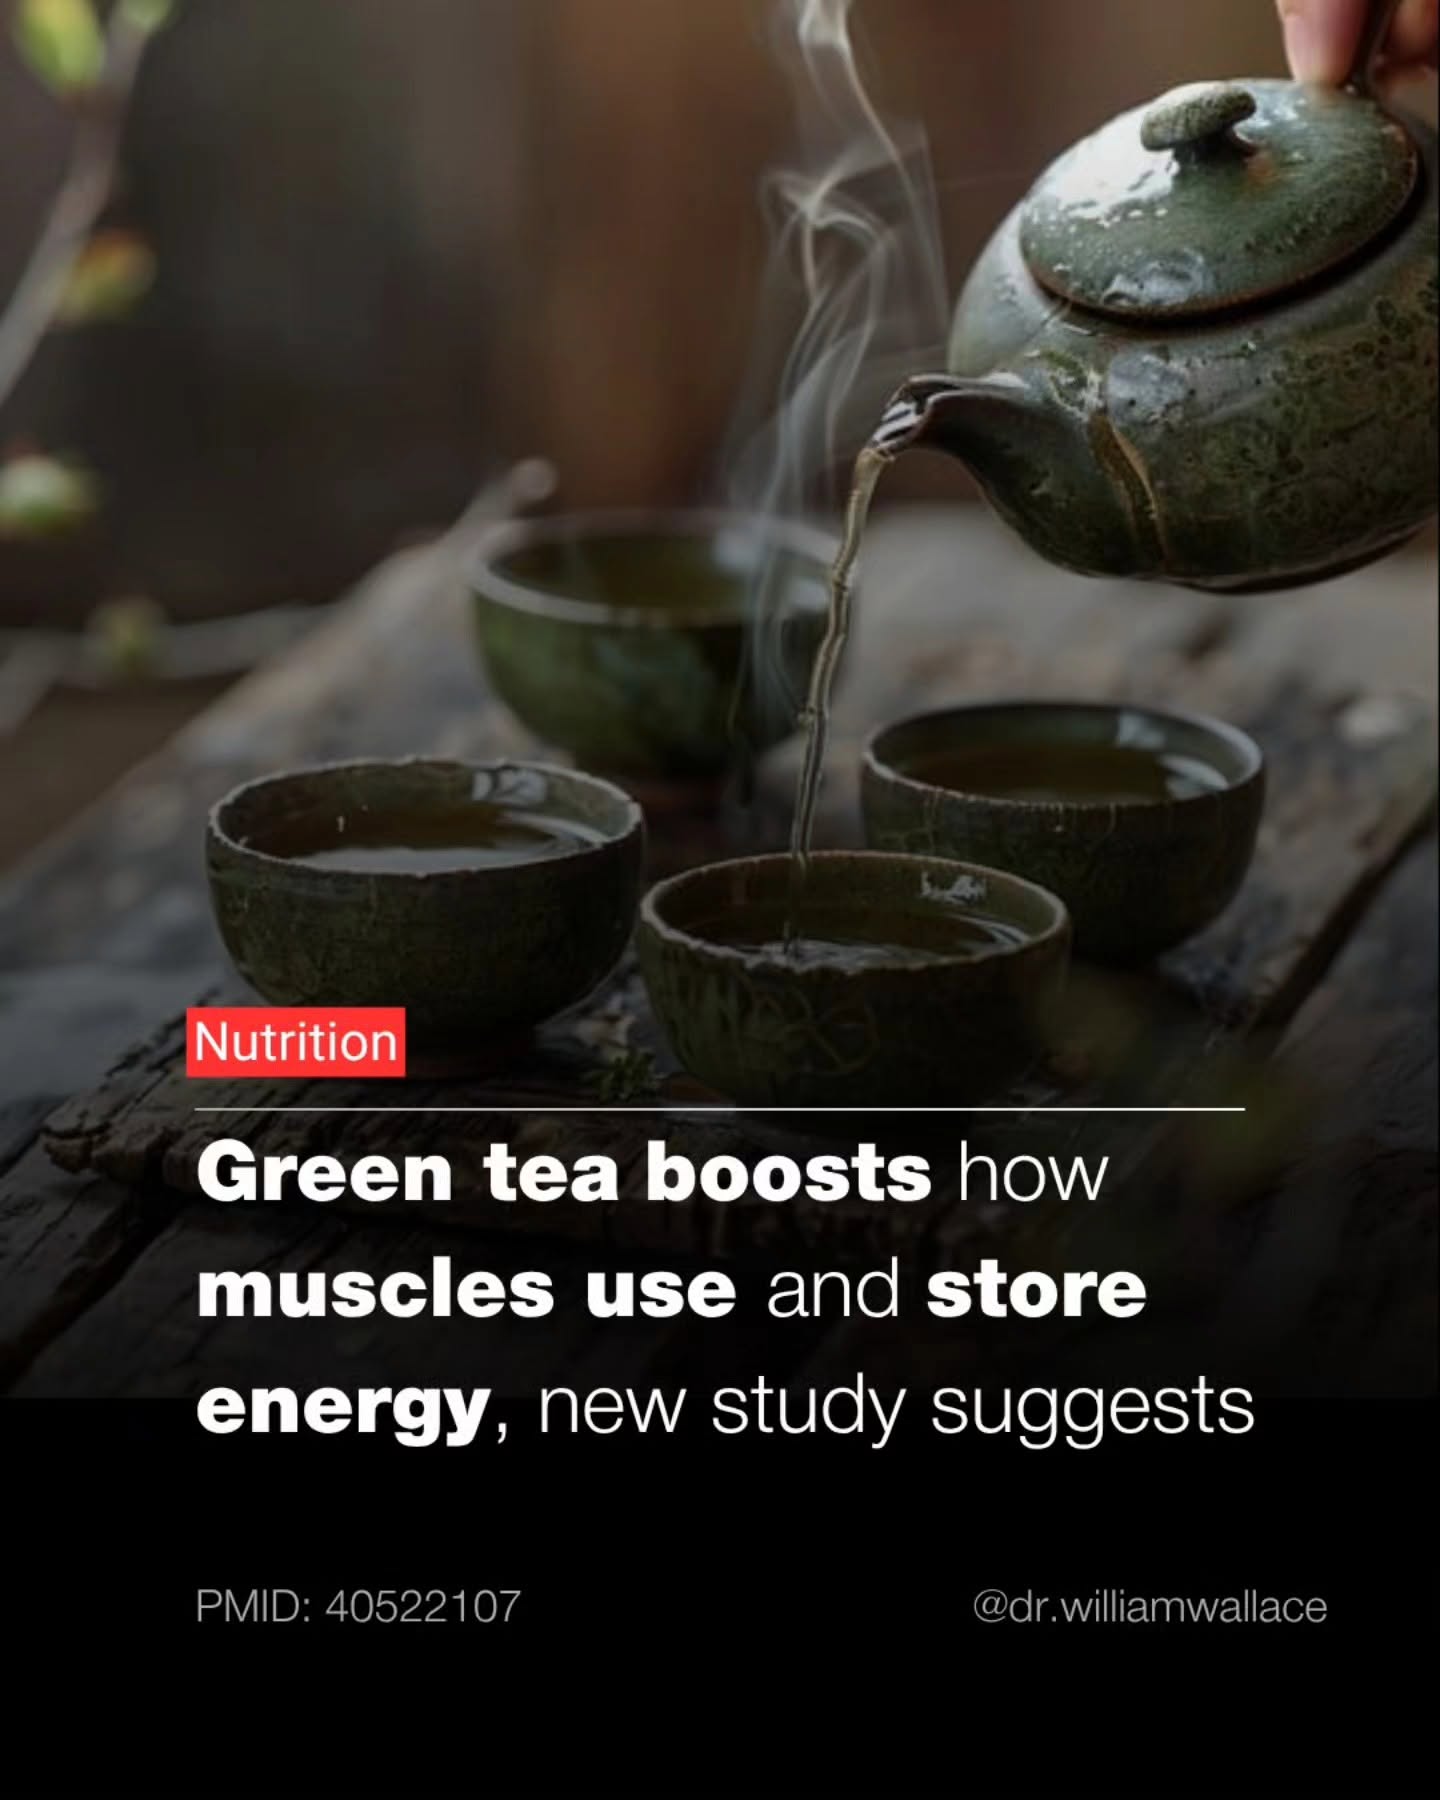 Nutrition
Green tea boosts how
muscles use and store
energy, new study suggests
PMID: 40522107
@dr.williamwallace